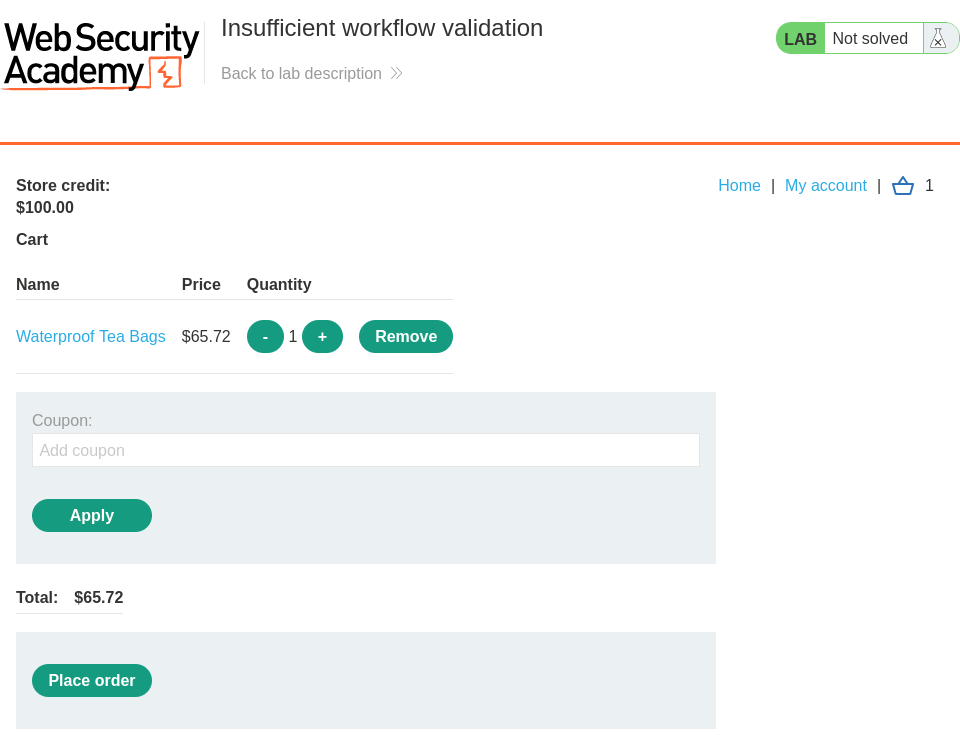 Web Security
Academy
Insufficient workflow validation
Back to lab description
LAB Not solved
Store credit:
$100.00
Home | My account | 1
Cart
Name Price Quantity
Waterproof Tea Bags $65.72 - 1 + Remove
Coupon:
Add coupon
Apply
Total: $65.72
Place order